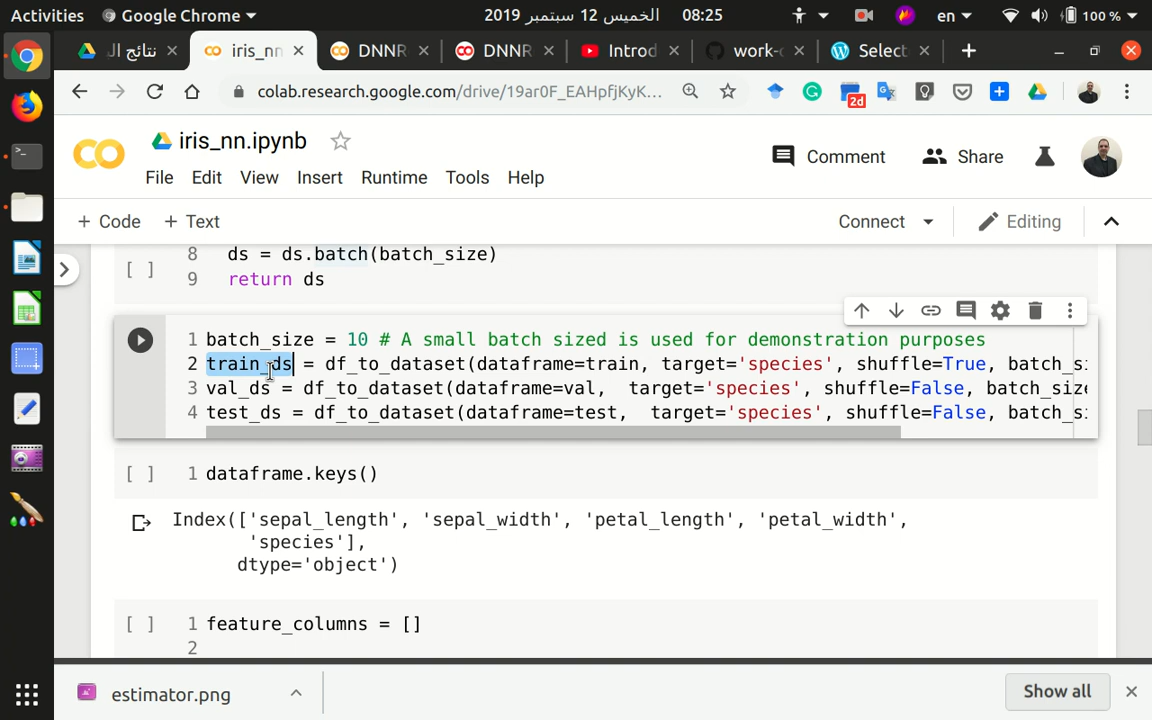 Activities Google Chrome الخميس 12 سبتمبر 2019 08:25 en 100 %
نتائج ال iris_nn DNNR DNNR Introd work- Select
colab.research.google.com/drive/19ar0F_EAHpfjKyK... 2d
iris_nn.ipynb
Comment Share
File Edit View Insert Runtime Tools Help
+ Code + Text Connect Editing
8 ds = ds.batch(batch_size)
[ ] 9 return ds
1 batch_size = 10 # A small batch sized is used for demonstration purposes
2 train_ds = df_to_dataset(dataframe=train, target='species', shuffle=True, batch_s
3 val_ds = df_to_dataset(dataframe=val, target='species', shuffle=False, batch_size
4 test_ds = df_to_dataset(dataframe=test, target='species', shuffle=False, batch_s
[ ] 1 dataframe.keys()
Index(['sepal_length', 'sepal_width', 'petal_length', 'petal_width',
'species'],
dtype='object')
[ ] 1 feature_columns = []
2
estimator.png Show all